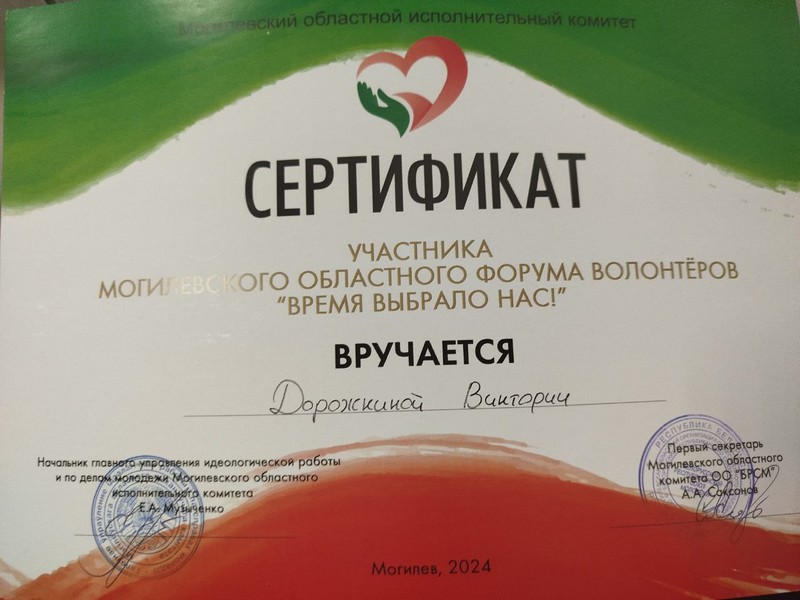 Могилевский областной исполнительный комитет
СЕРТИФИКАТ
УЧАСТНИКА
МОГИЛЕВСКОГО ОБЛАСТНОГО ФОРУМА ВОЛОНТЁРОВ
"ВРЕМЯ ВЫБРАЛО НАС!"
ВРУЧАЕТСЯ
Дорожкиной Виктории
Начальник главного управления идеологической работы
и по делам молодежи Могилевского областного
исполнительного комитета
Е.А. Музыченко
Первый секретарь
Могилевского областного
комитета ОО "БРСМ"
А.А. Саксонов
РЕСПУБЛИКА
Могилев, 2024